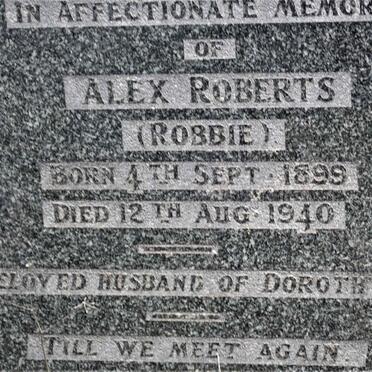 IN AFFECTIONATE MEMOR
OF
ALEX ROBERTS
(ROBBIE)
BORN 4TH SEPT. 1899
DIED 12TH AUG. 1940
ELOVED HUSBAND OF DOROTH
TILL WE MEET AGAIN.